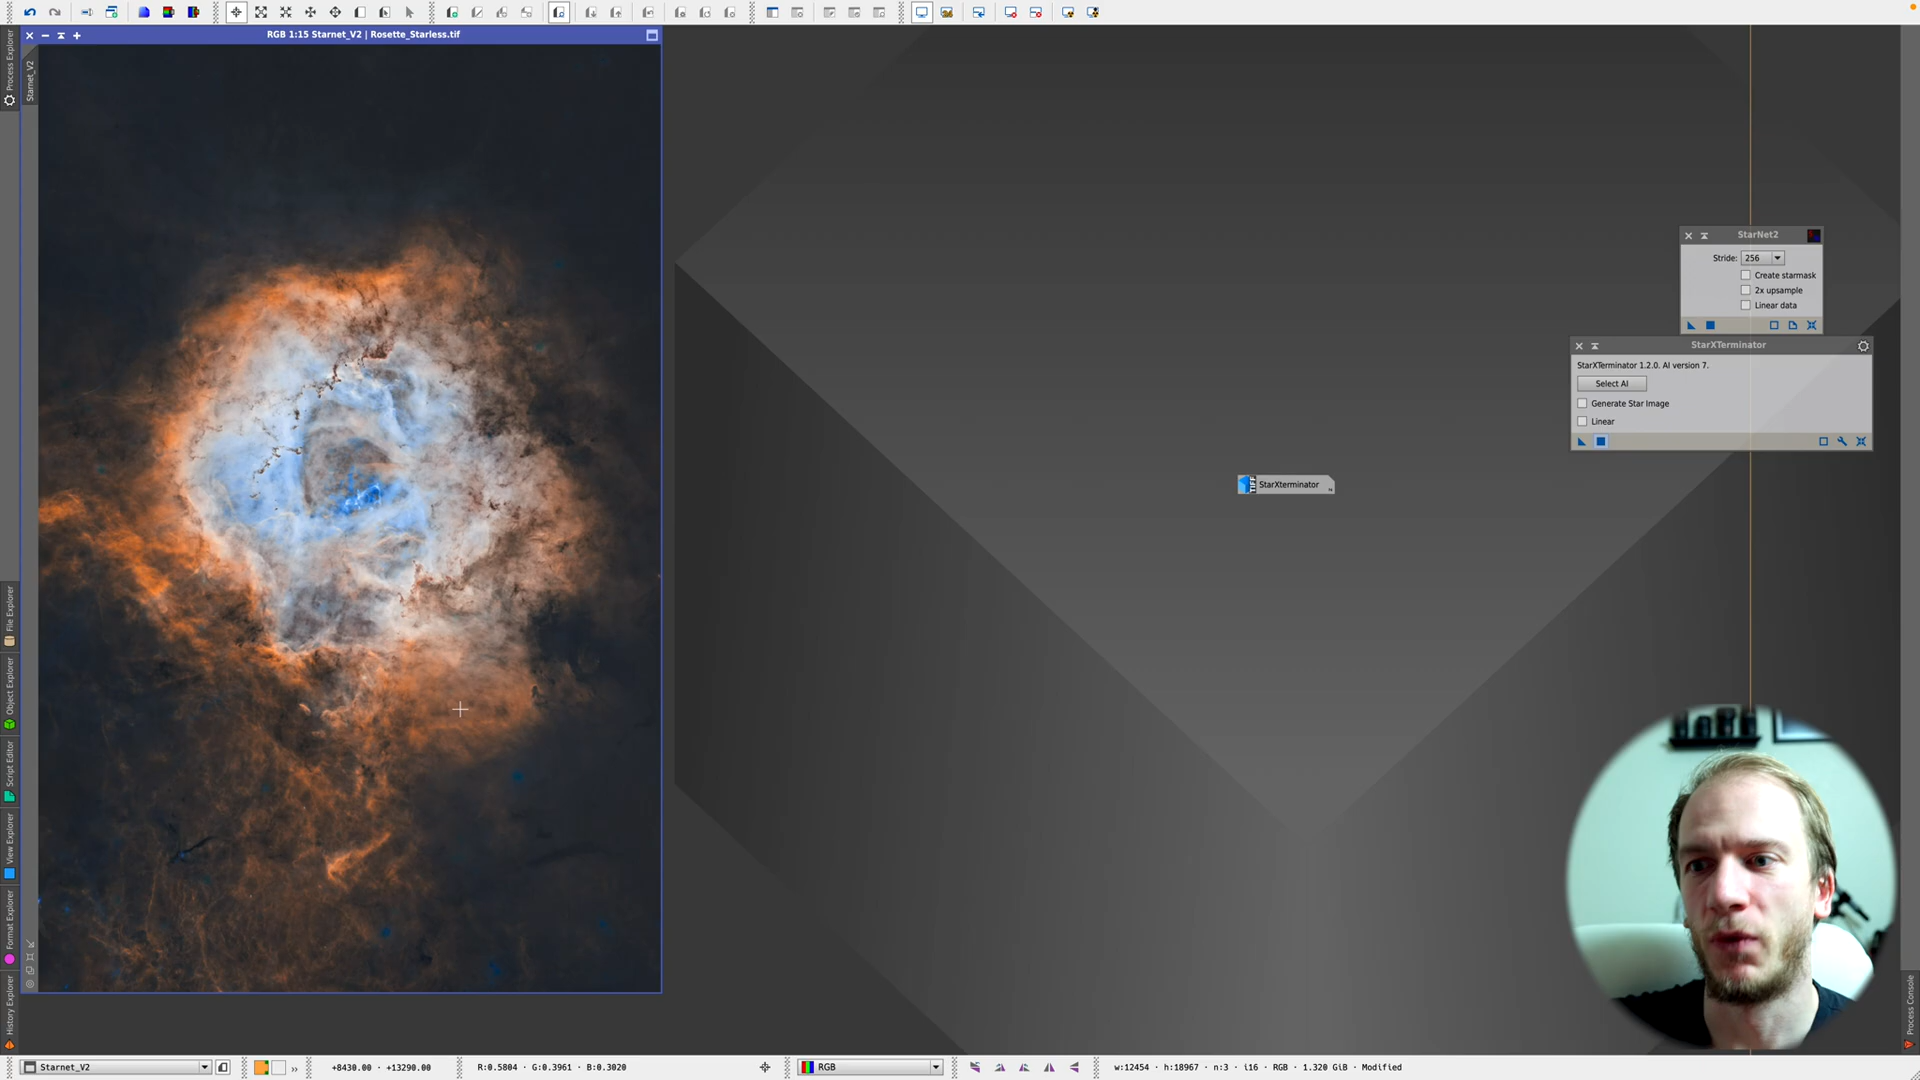 RGB 1:15 Starnet_V2 | Rosette_Starless.tif
Process Explorer
Starnet_V2
StarNet2
Stride: 256
Create starmask
2x upsample
Linear data
StarXTerminator
StarXTerminator 1.2.0. AI version 7.
Select AI
Generate Star Image
Linear
TIFF
StarXterminator
File Explorer
Object Explorer
Script Editor
View Explorer
Format Explorer
History Explorer
Process Console
Starnet_V2
+8430.00 · +13290.00
R:0.5804 · G:0.3961 · B:0.3020
RGB
w:12454 · h:18967 · n:3 · i16 · RGB · 1.320 GiB · Modified